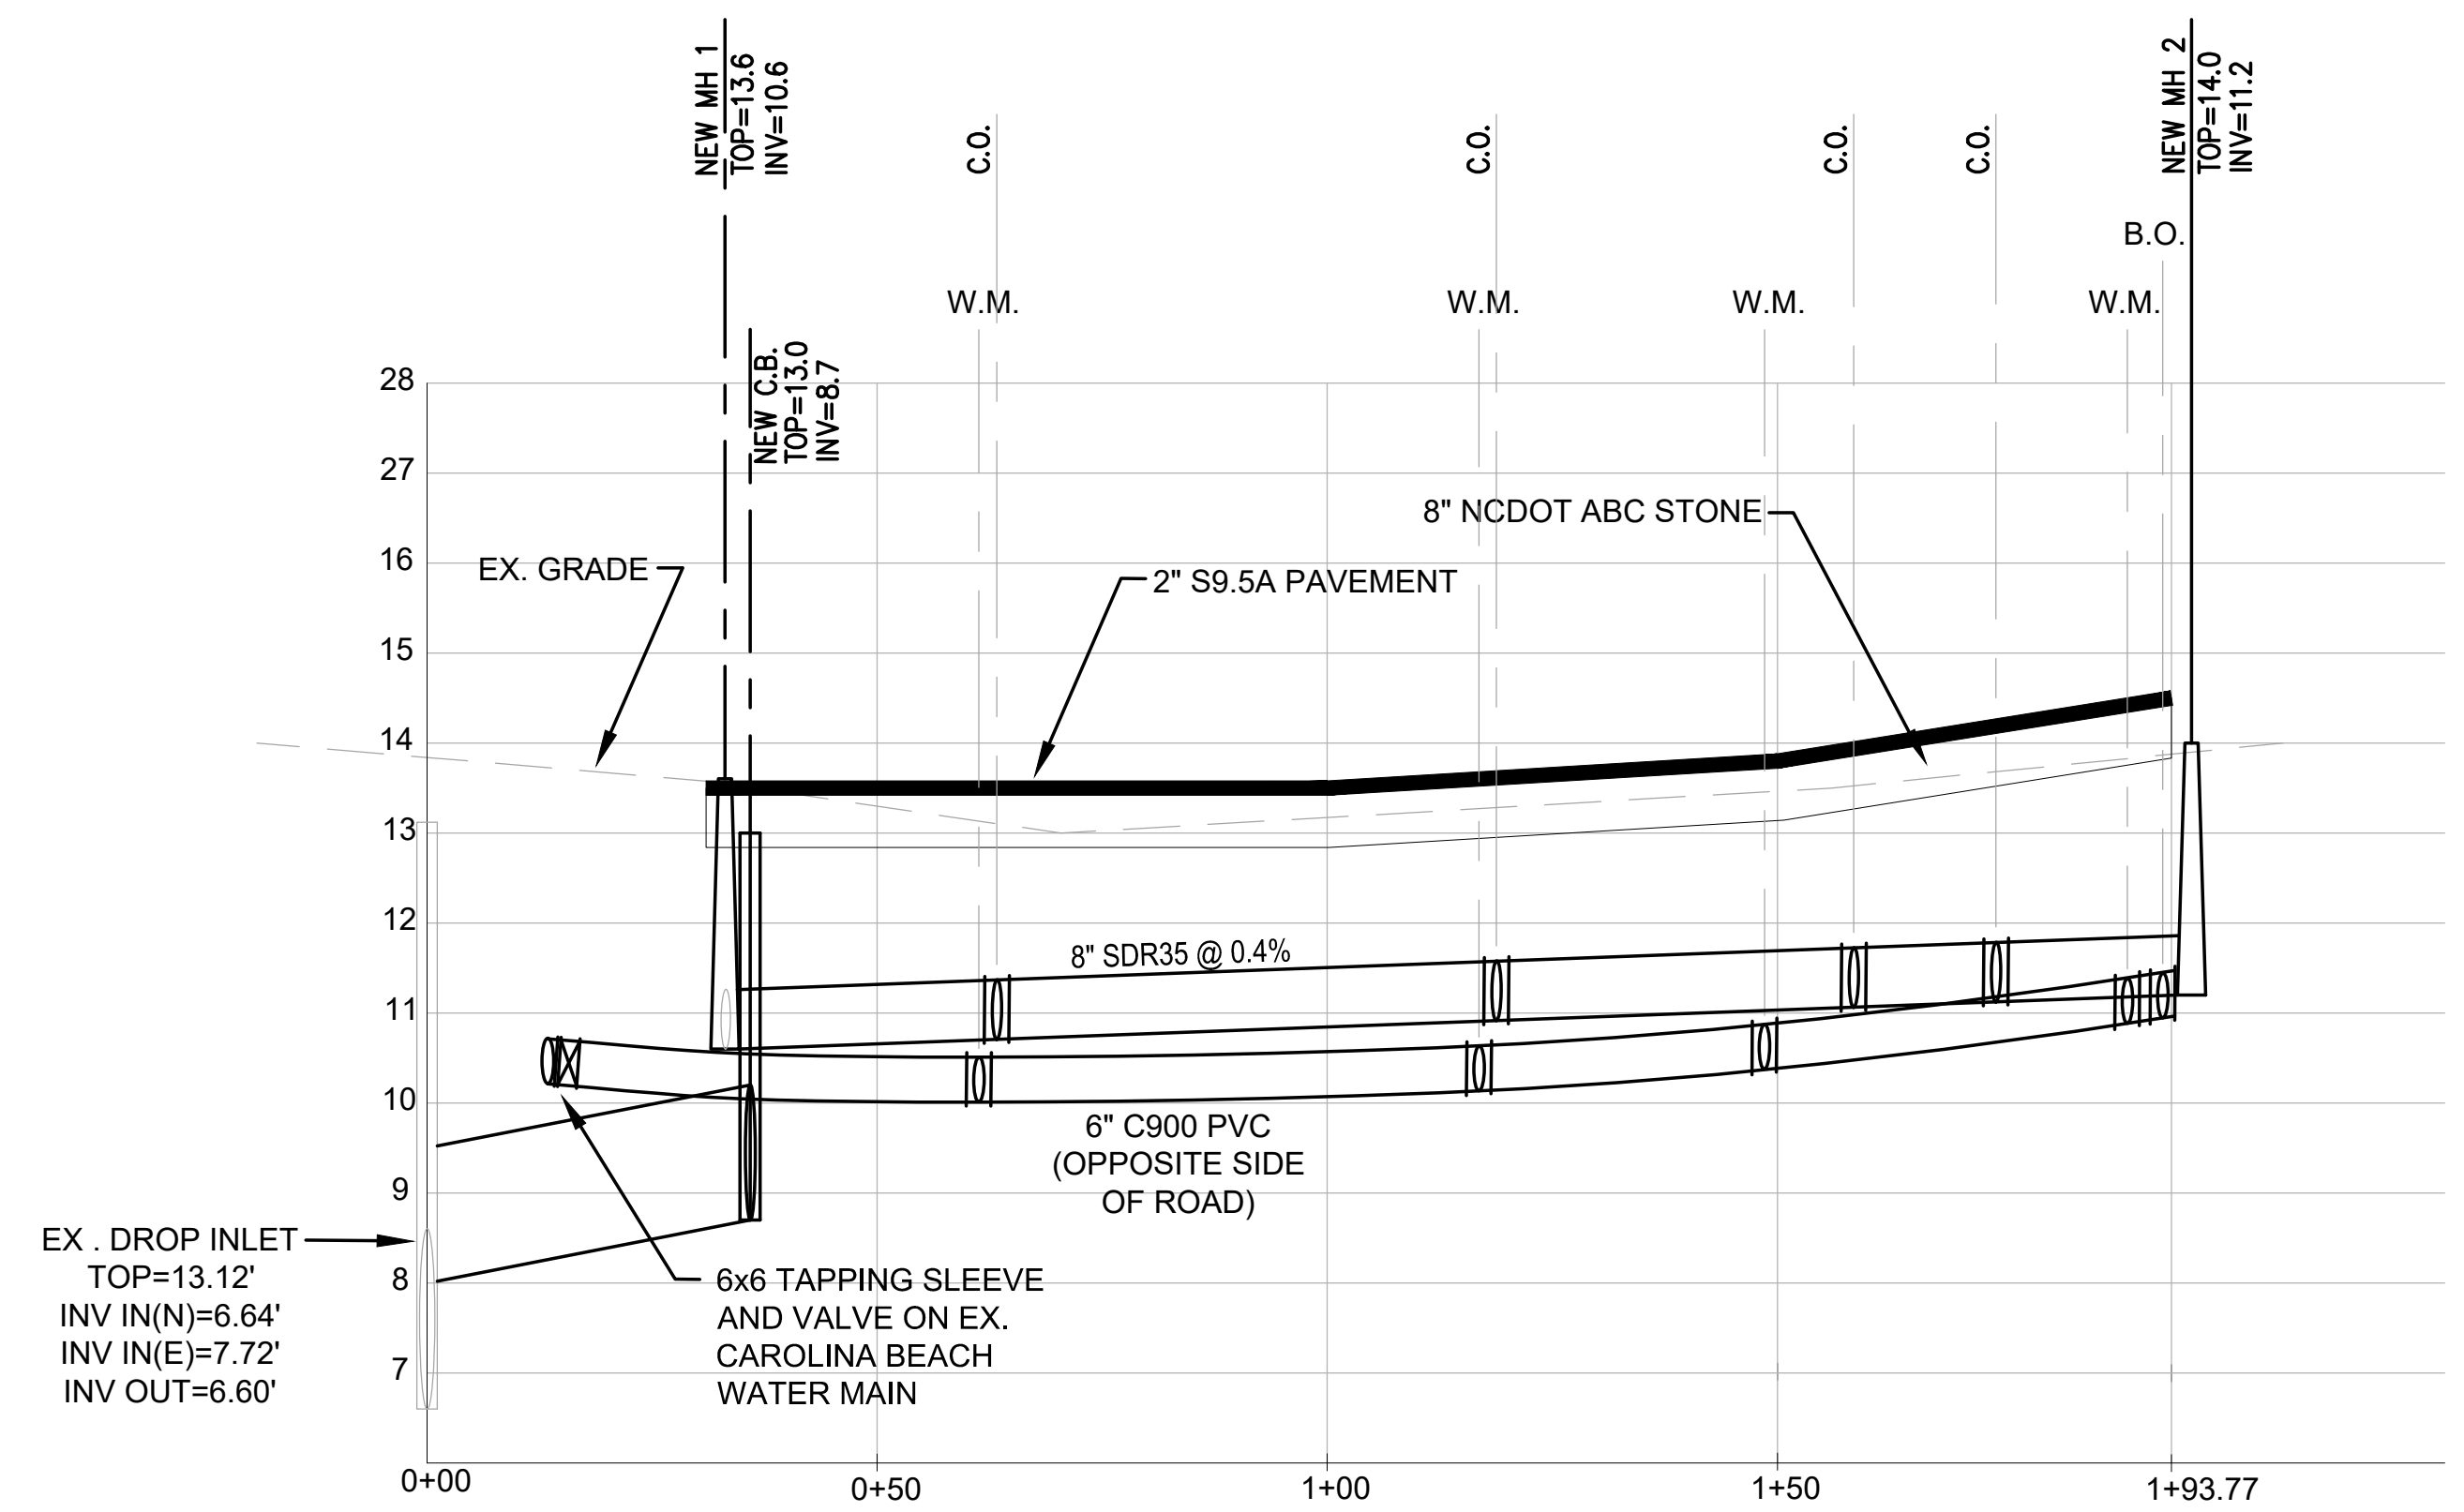 NEW MH 1
TOP=13.6
INV=10.6
C.O.
C.O.
C.O.
C.O.
NEW MH 2
TOP=14.0
INV=11.2
B.O.
W.M.
W.M.
W.M.
W.M.
NEW C.B.
TOP=13.0
INV=8.7
28
27
16
15
14
13
12
11
10
9
8
7
EX. GRADE
2" S9.5A PAVEMENT
8" NCDOT ABC STONE
8" SDR35 @ 0.4%
6" C900 PVC
(OPPOSITE SIDE
OF ROAD)
EX . DROP INLET
TOP=13.12'
INV IN(N)=6.64'
INV IN(E)=7.72'
INV OUT=6.60'
6x6 TAPPING SLEEVE
AND VALVE ON EX.
CAROLINA BEACH
WATER MAIN
0+00
0+50
1+00
1+50
1+93.77